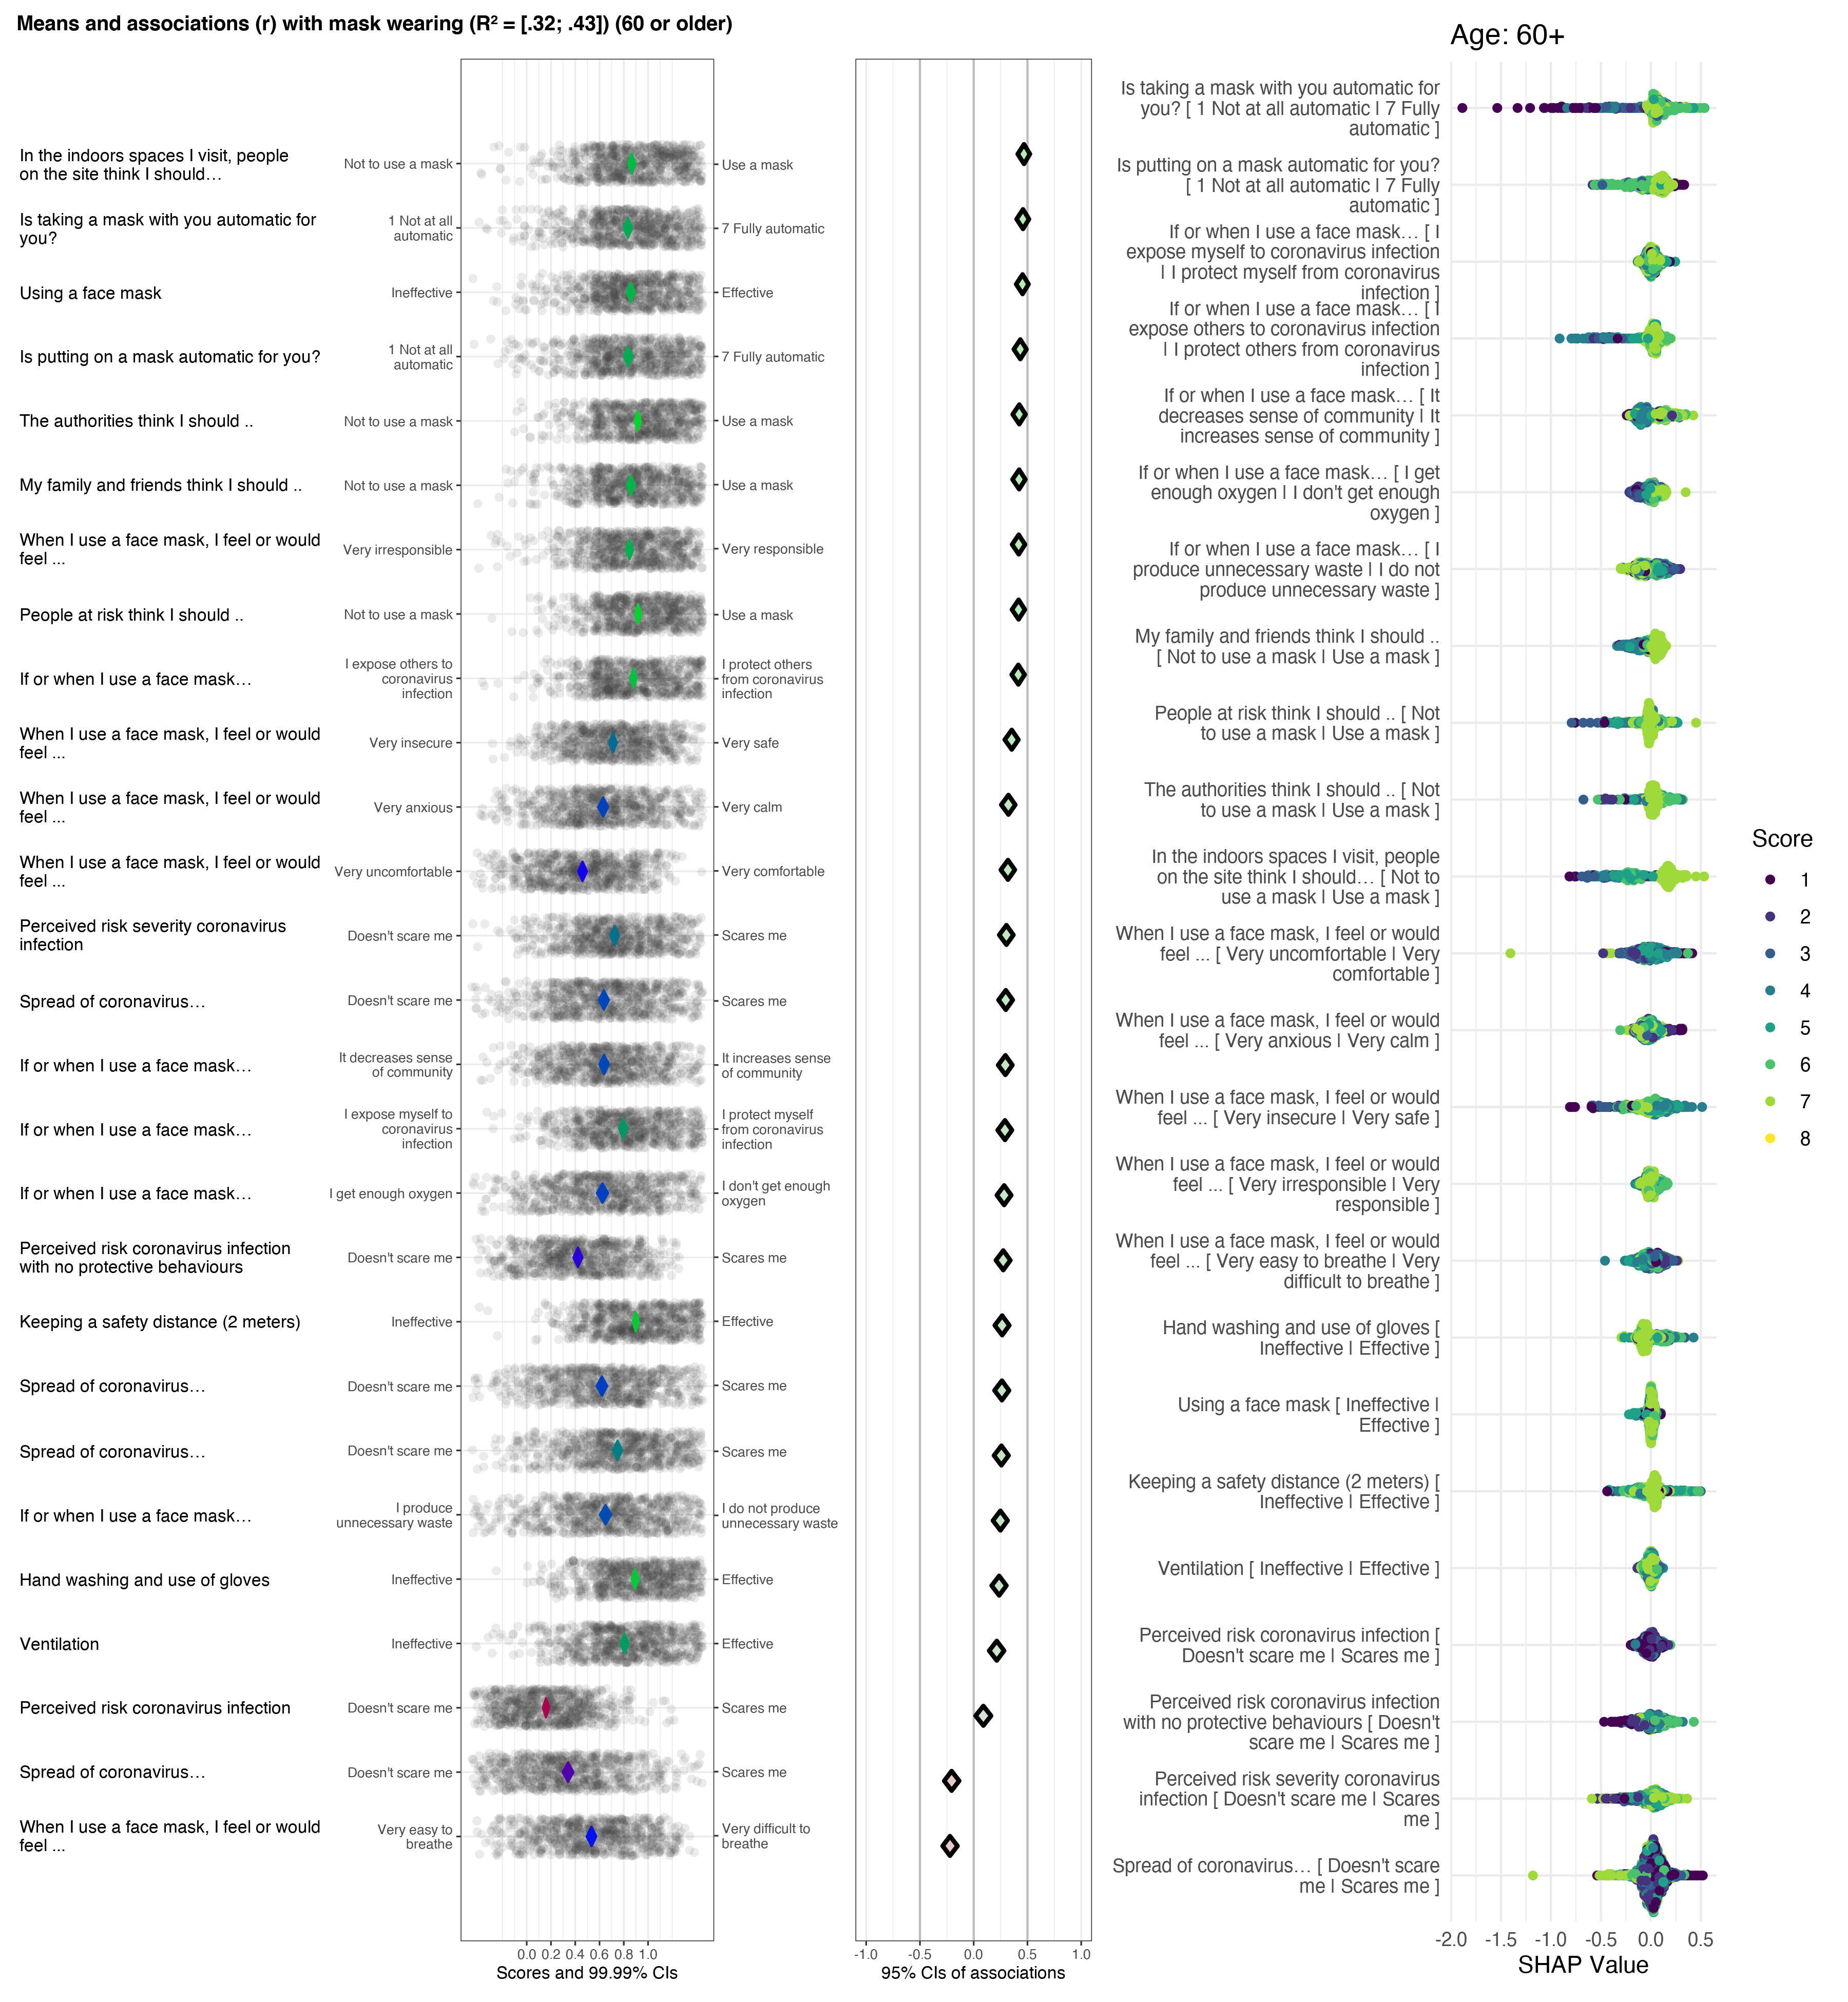 Means and associations (r) with mask wearing (R² = [.32; .43]) (60 or older)
In the indoors spaces I visit, people
on the site think I should…
Not to use a mask
Use a mask
Is taking a mask with you automatic for
you?
1 Not at all
automatic
7 Fully automatic
Using a face mask
Ineffective
Effective
Is putting on a mask automatic for you?
1 Not at all
automatic
7 Fully automatic
The authorities think I should ..
Not to use a mask
Use a mask
My family and friends think I should ..
Not to use a mask
Use a mask
When I use a face mask, I feel or would
feel ...
Very irresponsible
Very responsible
People at risk think I should ..
Not to use a mask
Use a mask
If or when I use a face mask…
I expose others to
coronavirus
infection
I protect others
from coronavirus
infection
When I use a face mask, I feel or would
feel ...
Very insecure
Very safe
When I use a face mask, I feel or would
feel ...
Very anxious
Very calm
When I use a face mask, I feel or would
feel ...
Very uncomfortable
Very comfortable
Perceived risk severity coronavirus
infection
Doesn't scare me
Scares me
Spread of coronavirus…
Doesn't scare me
Scares me
If or when I use a face mask…
It decreases sense
of community
It increases sense
of community
If or when I use a face mask…
I expose myself to
coronavirus
infection
I protect myself
from coronavirus
infection
If or when I use a face mask…
I get enough oxygen
I don't get enough
oxygen
Perceived risk coronavirus infection
with no protective behaviours
Doesn't scare me
Scares me
Keeping a safety distance (2 meters)
Ineffective
Effective
Spread of coronavirus…
Doesn't scare me
Scares me
Spread of coronavirus…
Doesn't scare me
Scares me
If or when I use a face mask…
I produce
unnecessary waste
I do not produce
unnecessary waste
Hand washing and use of gloves
Ineffective
Effective
Ventilation
Ineffective
Effective
Perceived risk coronavirus infection
Doesn't scare me
Scares me
Spread of coronavirus…
Doesn't scare me
Scares me
When I use a face mask, I feel or would
feel ...
Very easy to
breathe
Very difficult to
breathe
0.0 0.2 0.4 0.6 0.8 1.0
Scores and 99.99% CIs
-1.0 -0.5 0.0 0.5 1.0
95% CIs of associations
Age: 60+
Is taking a mask with you automatic for
you? [ 1 Not at all automatic | 7 Fully
automatic ]
Is putting on a mask automatic for you?
[ 1 Not at all automatic | 7 Fully
automatic ]
If or when I use a face mask… [ I
expose myself to coronavirus infection
| I protect myself from coronavirus
infection ]
If or when I use a face mask… [ I
expose others to coronavirus infection
| I protect others from coronavirus
infection ]
If or when I use a face mask… [ It
decreases sense of community | It
increases sense of community ]
If or when I use a face mask… [ I get
enough oxygen | I don't get enough
oxygen ]
If or when I use a face mask… [ I
produce unnecessary waste | I do not
produce unnecessary waste ]
My family and friends think I should ..
[ Not to use a mask | Use a mask ]
People at risk think I should .. [ Not
to use a mask | Use a mask ]
The authorities think I should .. [ Not
to use a mask | Use a mask ]
In the indoors spaces I visit, people
on the site think I should… [ Not to
use a mask | Use a mask ]
When I use a face mask, I feel or would
feel ... [ Very uncomfortable | Very
comfortable ]
When I use a face mask, I feel or would
feel ... [ Very anxious | Very calm ]
When I use a face mask, I feel or would
feel ... [ Very insecure | Very safe ]
When I use a face mask, I feel or would
feel ... [ Very irresponsible | Very
responsible ]
When I use a face mask, I feel or would
feel ... [ Very easy to breathe | Very
difficult to breathe ]
Hand washing and use of gloves [
Ineffective | Effective ]
Using a face mask [ Ineffective |
Effective ]
Keeping a safety distance (2 meters) [
Ineffective | Effective ]
Ventilation [ Ineffective | Effective ]
Perceived risk coronavirus infection [
Doesn't scare me | Scares me ]
Perceived risk coronavirus infection
with no protective behaviours [ Doesn't
scare me | Scares me ]
Perceived risk severity coronavirus
infection [ Doesn't scare me | Scares
me ]
Spread of coronavirus… [ Doesn't scare
me | Scares me ]
-2.0 -1.5 -1.0 -0.5 0.0 0.5
SHAP Value
Score
1
2
3
4
5
6
7
8